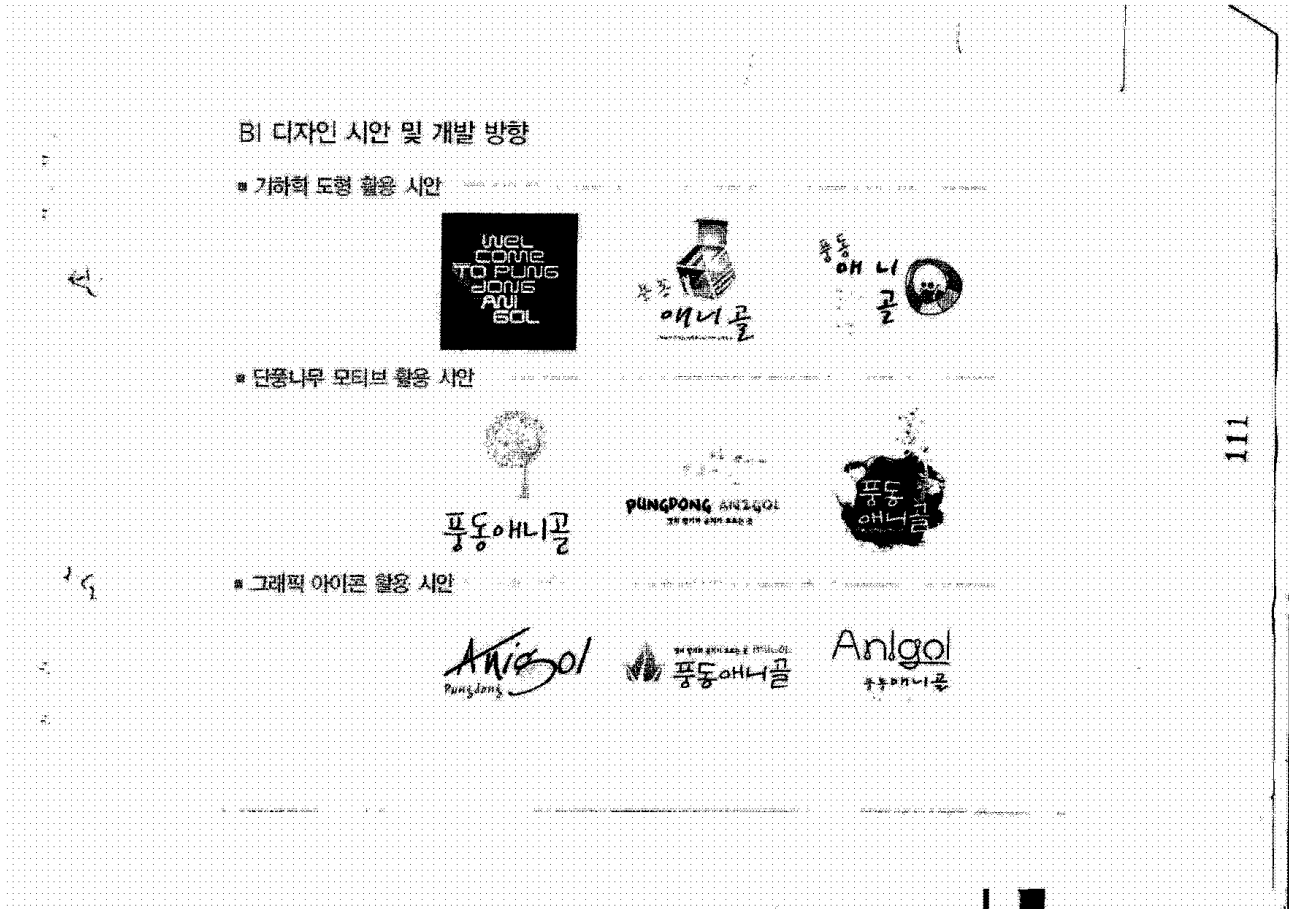 BI 디자인 시안 및 개발 방향
■ 기하학 도형 활용 시안
WEL
COME
TO PUNG
DONG
ANI
GOL
풍동
애니골
풍동
애니
골
■ 단풍나무 모티브 활용 시안
풍동애니골
PUNGDONG ANIGOL
풍동
애니골
■ 그래픽 아이콘 활용 시안
Anigol
Pungdong
풍동애니골
Anigol
풍동애니골
111